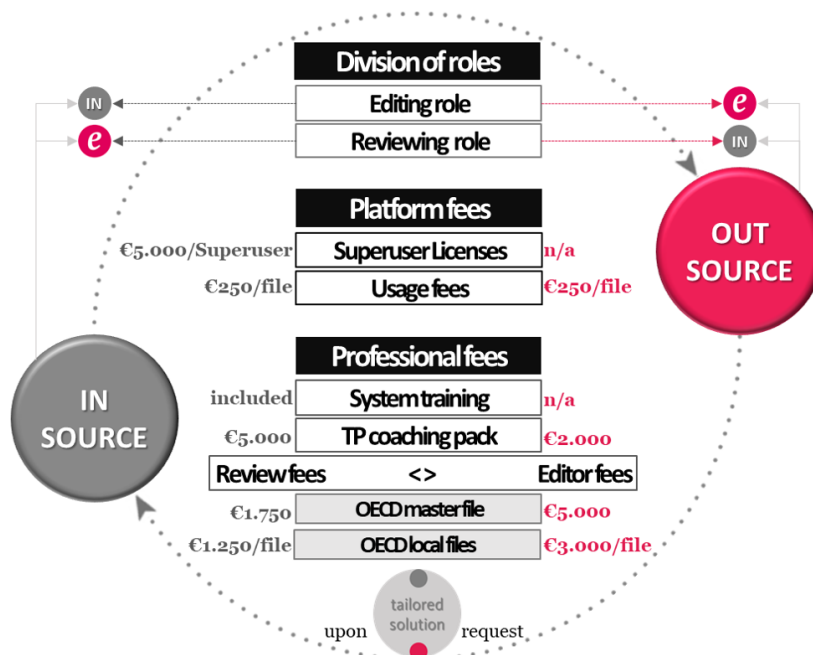 Division of roles
IN Editing role e
e Reviewing role IN
Platform fees
OUT
SOURCE
€5.000/Superuser Superuser Licenses n/a
€250/file Usage fees €250/file
Professional fees
IN
SOURCE
included System training n/a
€5.000 TP coaching pack €2.000
Review fees <> Editor fees
€1.750 OECD master file €5.000
€1.250/file OECD local files €3.000/file
tailored
solution
upon request